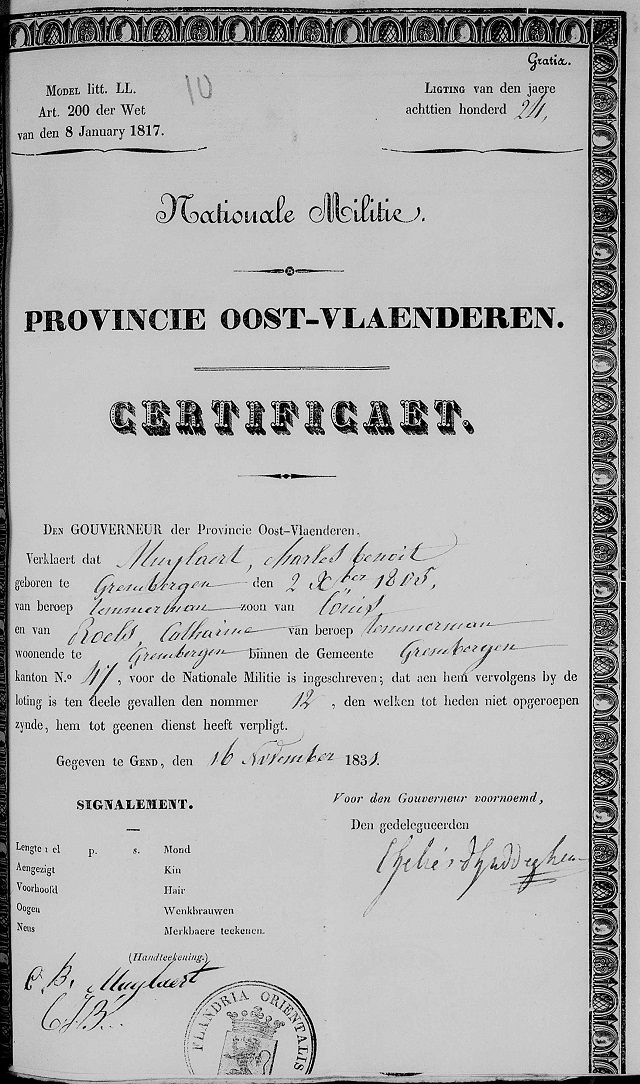 Gratis.
MODEL litt. LL.
Art. 200 der Wet
van den 8 January 1817.
10
LIGTING van den jaere
achttien honderd 24,
Nationale Militie.
PROVINCIE OOST-VLAENDEREN.
CERTIFICAET.
DEN GOUVERNEUR der Provincie Oost-Vlaenderen,
Verklaert dat Muylaert, Charles benoit
geboren te Grembergen den 2 Xber 1805,
van beroep temmerman zoon van Louis
en van Roels, Catharine van beroep temmerman
woonende te Grembergen binnen de Gemeente Grembergen
kanton N.º 47, voor de Nationale Militie is ingeschreven; dat aen hem vervolgens by de
loting is ten deele gevallen den nommer 12, den welken tot heden niet opgeroepen
zynde, hem tot geenen dienst heeft verpligt.
Gegeven te GEND, den 16 November 1831.
SIGNALEMENT.
Voor den Gouverneur voornoemd,
Den gedelegueerden
Lengte 1 el p. s. Mond
Aengezigt Kin
Voorhoofd Hair
Oogen Wenkbrauwen
Neus Merkbaere teekenen.
(Handteekening.)
C. B. Muylaert
FLANDRIA ORIENTALIS